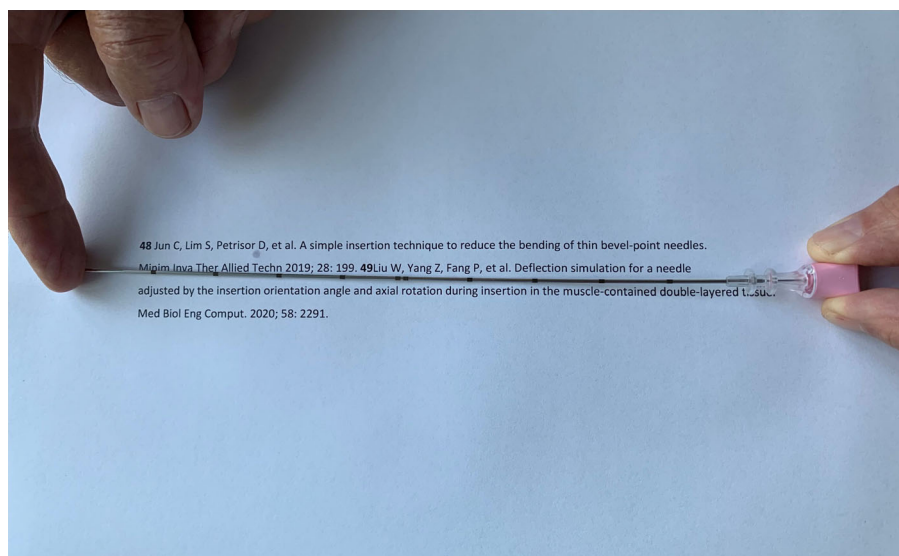 48 Jun C, Lim S, Petrisor D, et al. A simple insertion technique to reduce the bending of thin bevel-point needles.
Minim Inva Ther Allied Techn 2019; 28: 199. 49Liu W, Yang Z, Fang P, et al. Deflection simulation for a needle
adjusted by the insertion orientation angle and axial rotation during insertion in the muscle-contained double-layered tissue.
Med Biol Eng Comput. 2020; 58: 2291.